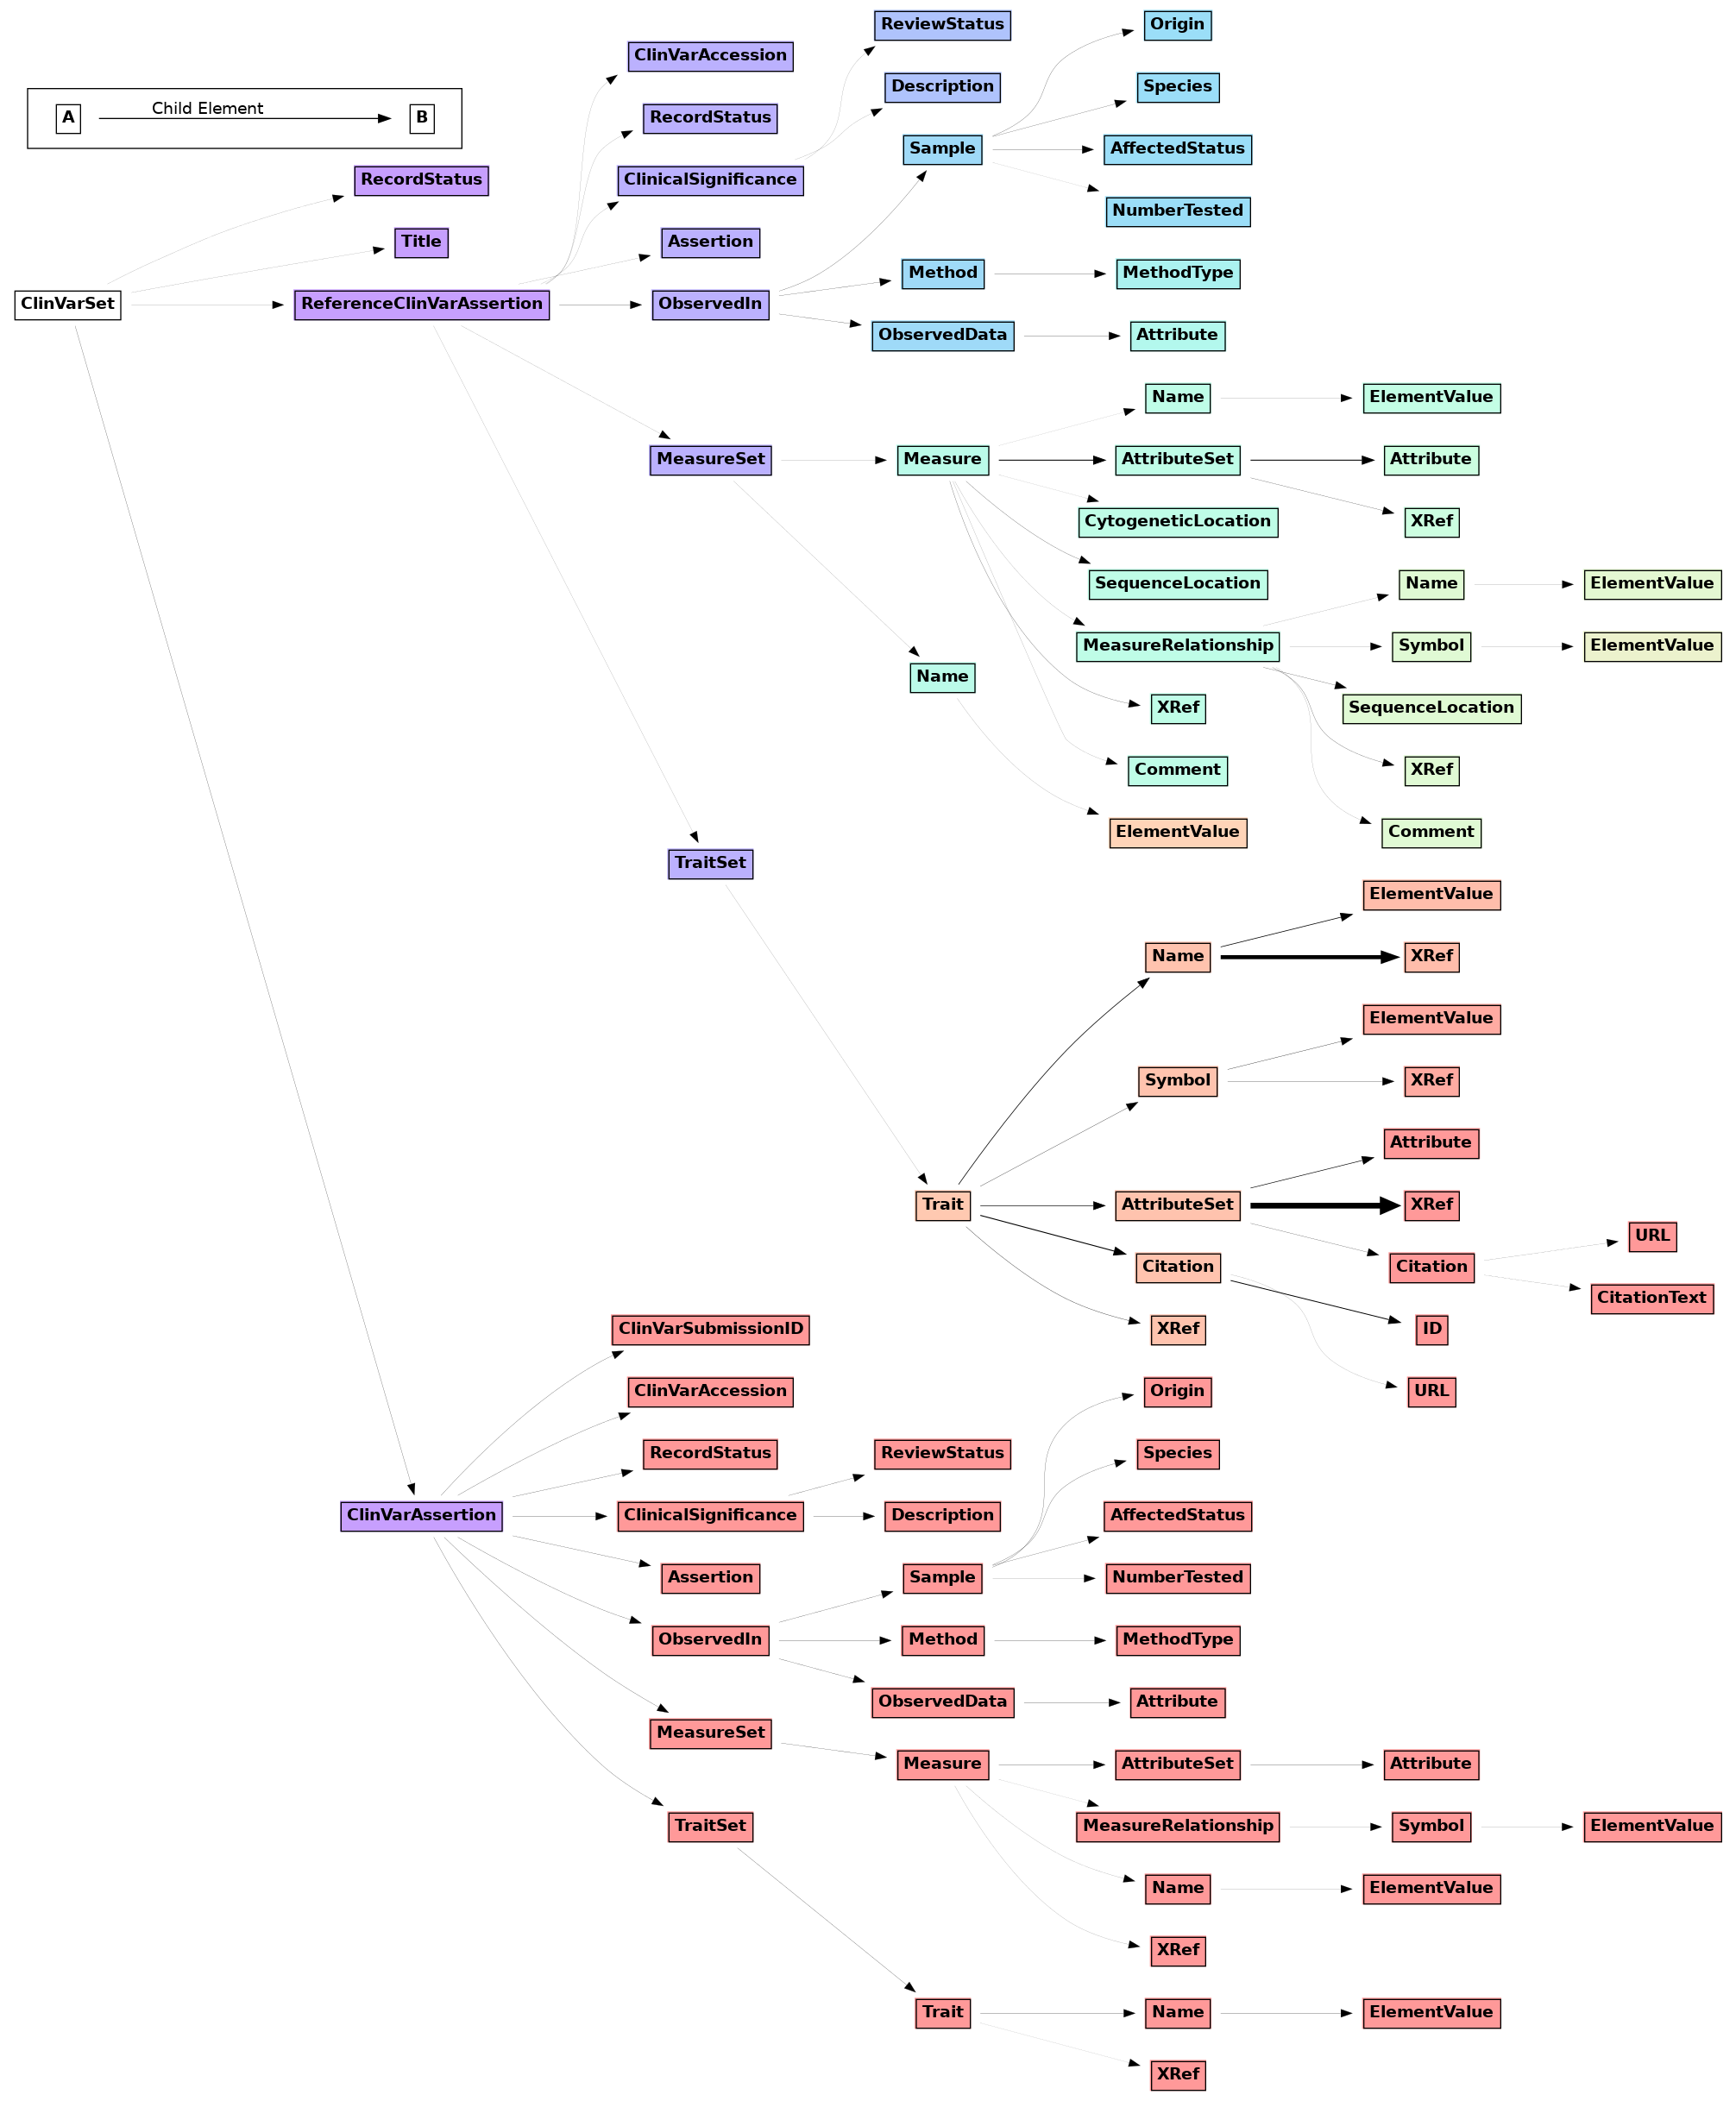 ReviewStatus
Origin
ClinVarAccession
Description
Species
Child Element
A
B
RecordStatus
Sample
AffectedStatus
RecordStatus
ClinicalSignificance
NumberTested
Title
Assertion
Method
MethodType
ClinVarSet
ReferenceClinVarAssertion
ObservedIn
ObservedData
Attribute
Name
ElementValue
MeasureSet
Measure
AttributeSet
Attribute
CytogeneticLocation
XRef
SequenceLocation
Name
ElementValue
MeasureRelationship
Symbol
ElementValue
Name
XRef
SequenceLocation
Comment
XRef
ElementValue
Comment
TraitSet
ElementValue
Name
XRef
ElementValue
Symbol
XRef
Attribute
Trait
AttributeSet
XRef
URL
Citation
Citation
CitationText
ClinVarSubmissionID
XRef
ID
ClinVarAccession
Origin
URL
RecordStatus
ReviewStatus
Species
ClinVarAssertion
ClinicalSignificance
Description
AffectedStatus
Assertion
Sample
NumberTested
ObservedIn
Method
MethodType
ObservedData
Attribute
MeasureSet
Measure
AttributeSet
Attribute
TraitSet
MeasureRelationship
Symbol
ElementValue
Name
ElementValue
XRef
Trait
Name
ElementValue
XRef